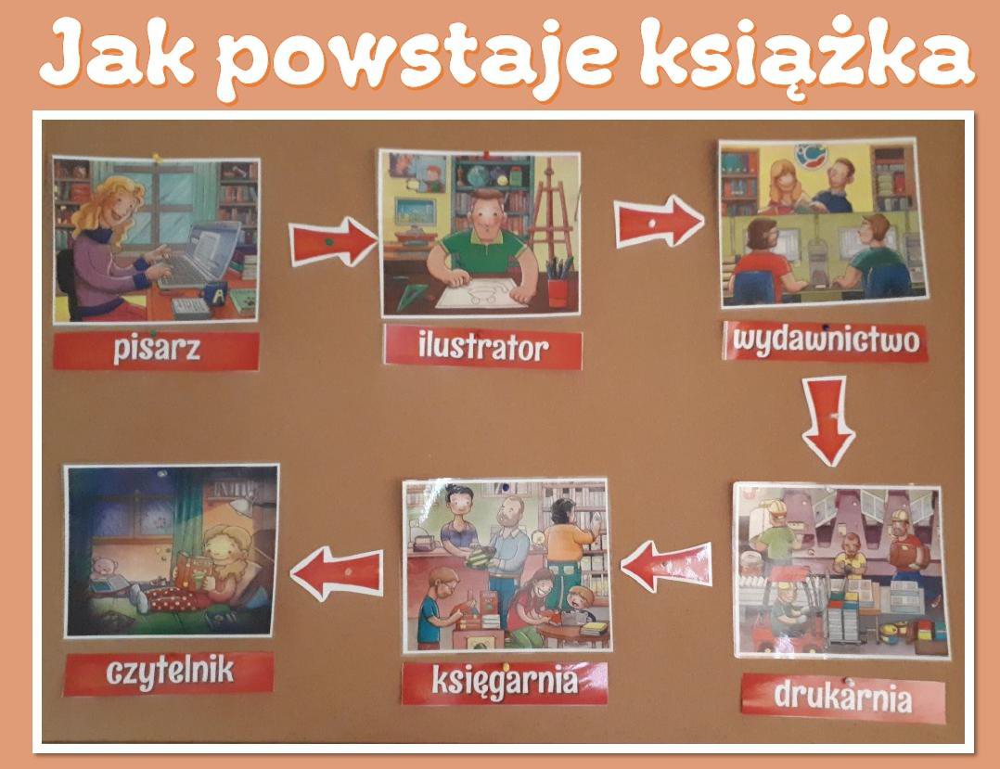 Jak powstaje książka
pisarz
ilustrator
wydawnictwo
drukarnia
księgarnia
czytelnik